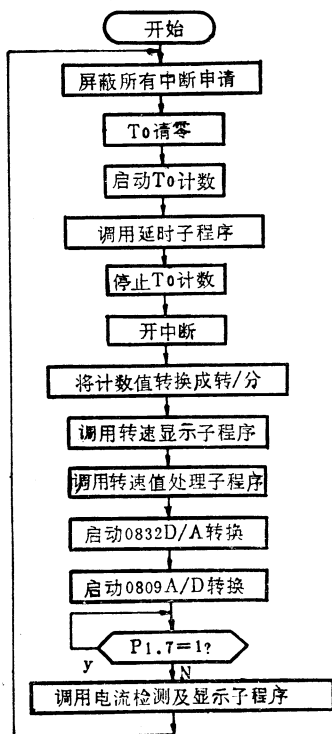 开始
屏蔽所有中断申请
T0请零
启动T0计数
调用延时子程序
停止T0计数
开中断
将计数值转换成转/分
调用转速显示子程序
调用转速值处理子程序
启动0832D/A转换
启动0809A/D转换
P1.7=1?
y
N
调用电流检测及显示子程序